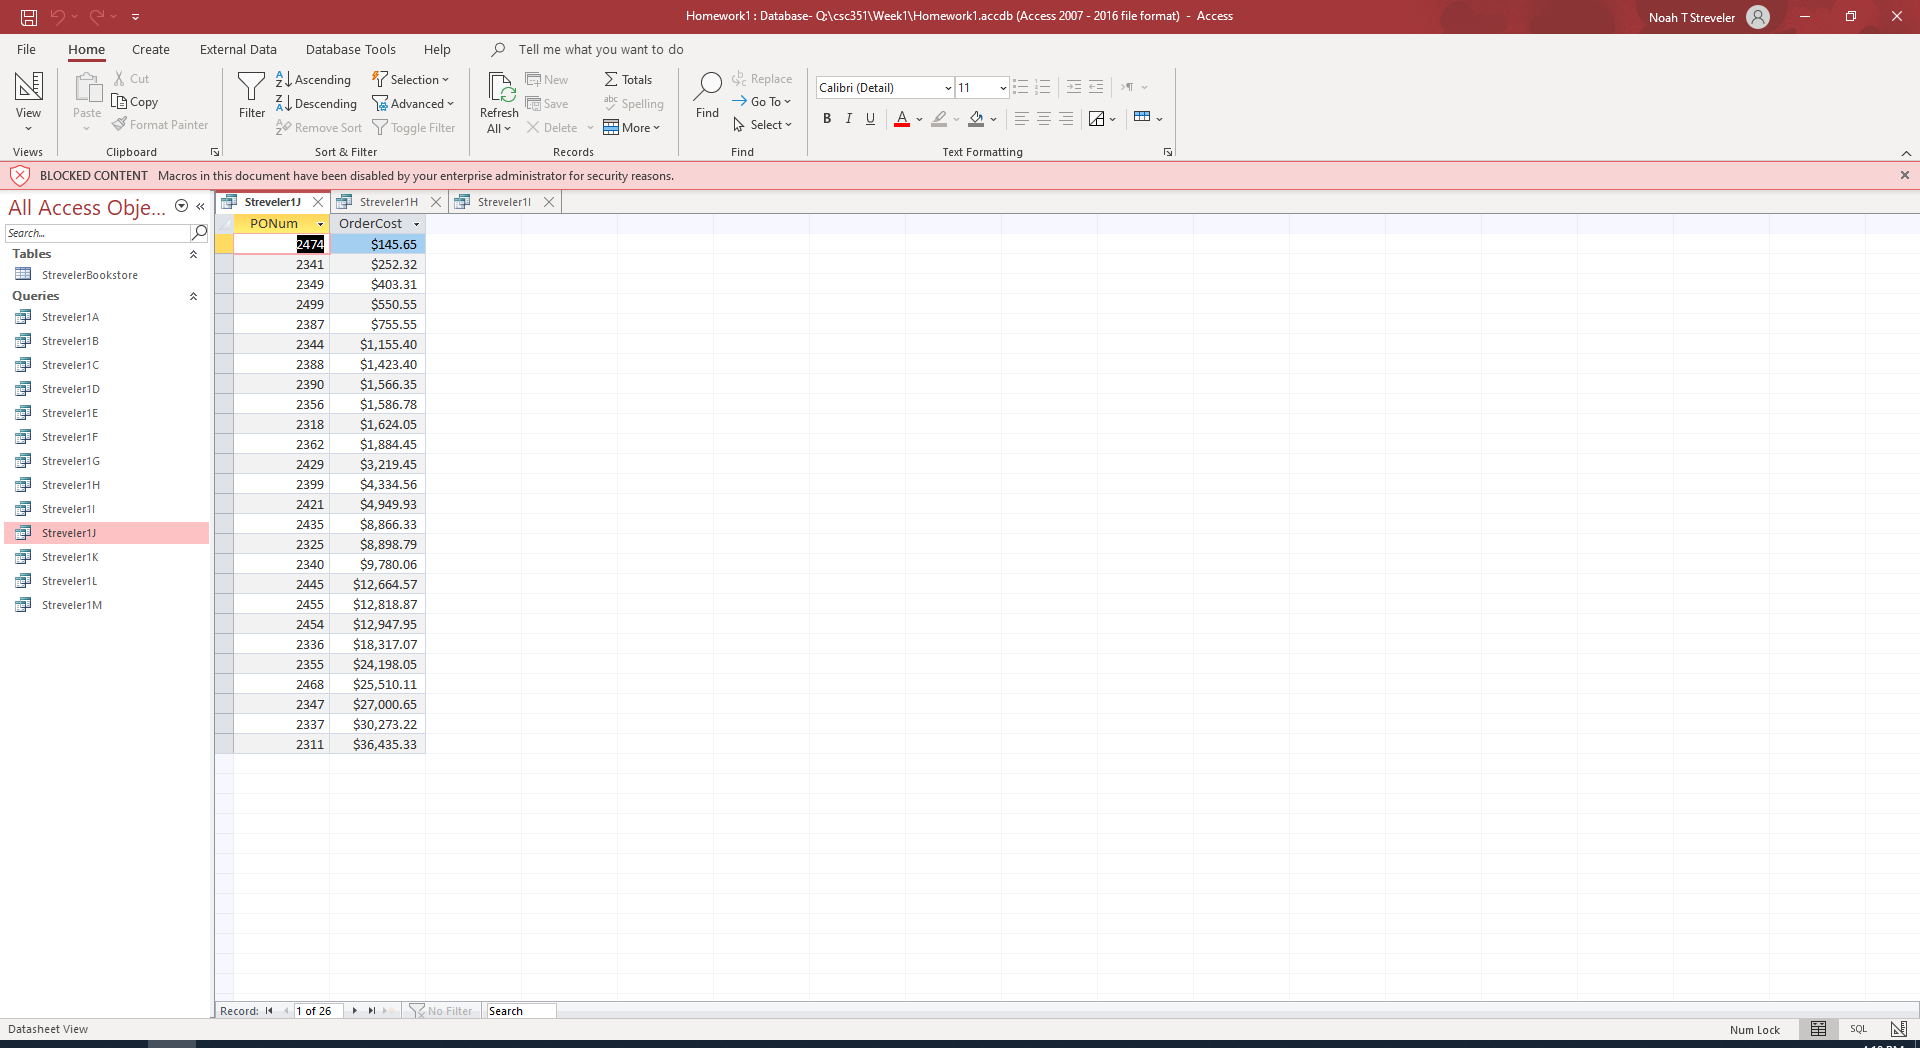 Homework1 : Database- Q:\csc351\Week1\Homework1.accdb (Access 2007 - 2016 file format) - Access
Noah T Streveler
File Home Create External Data Database Tools Help Tell me what you want to do
View
Views
Paste
Cut
Copy
Format Painter
Clipboard
Filter
Ascending
Descending
Remove Sort
Selection
Advanced
Toggle Filter
Sort & Filter
Refresh All
New
Save
Delete
Totals
Spelling
More
Records
Find
Replace
Go To
Select
Find
Calibri (Detail) 11
B I U A
Text Formatting
BLOCKED CONTENT Macros in this document have been disabled by your enterprise administrator for security reasons.
All Access Obje...
Search...
Tables
StrevelerBookstore
Queries
Streveler1A
Streveler1B
Streveler1C
Streveler1D
Streveler1E
Streveler1F
Streveler1G
Streveler1H
Streveler1I
Streveler1J
Streveler1K
Streveler1L
Streveler1M
Streveler1J Streveler1H Streveler1I
PONum OrderCost
2474 $145.65
2341 $252.32
2349 $403.31
2499 $550.55
2387 $755.55
2344 $1,155.40
2388 $1,423.40
2390 $1,566.35
2356 $1,586.78
2318 $1,624.05
2362 $1,884.45
2429 $3,219.45
2399 $4,334.56
2421 $4,949.93
2435 $8,866.33
2325 $8,898.79
2340 $9,780.06
2445 $12,664.57
2455 $12,818.87
2454 $12,947.95
2336 $18,317.07
2355 $24,198.05
2468 $25,510.11
2347 $27,000.65
2337 $30,273.22
2311 $36,435.33
Record: 1 of 26 No Filter Search
Datasheet View
Num Lock SQL